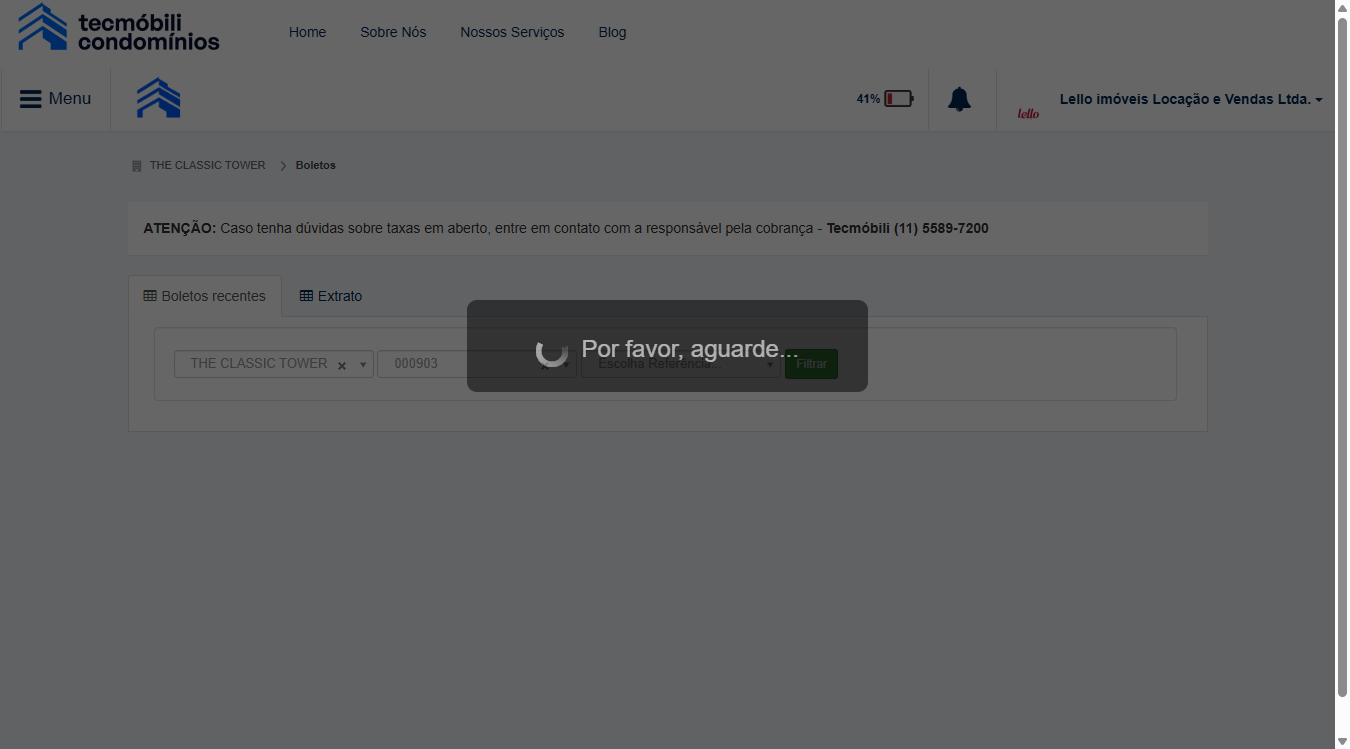 tecmóbili
condomínios
Home Sobre Nós Nossos Serviços Blog
Menu
41%
lello
Lello imóveis Locação e Vendas Ltda.
THE CLASSIC TOWER > Boletos
ATENÇÃO: Caso tenha dúvidas sobre taxas em aberto, entre em contato com a responsável pela cobrança - Tecmóbili (11) 5589-7200
Boletos recentes Extrato
Por favor, aguarde...
THE CLASSIC TOWER × 000903 × Escolha Referência... Filtrar